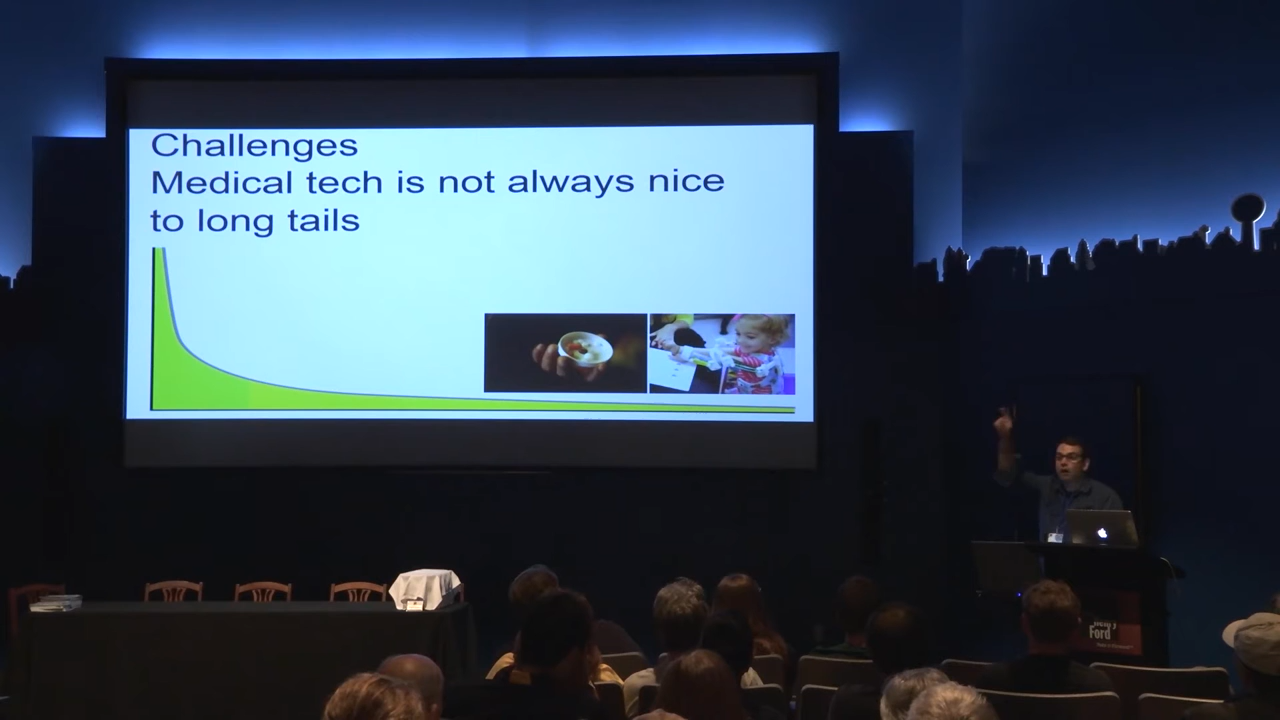 Challenges
Medical tech is not always nice
to long tails
Ford